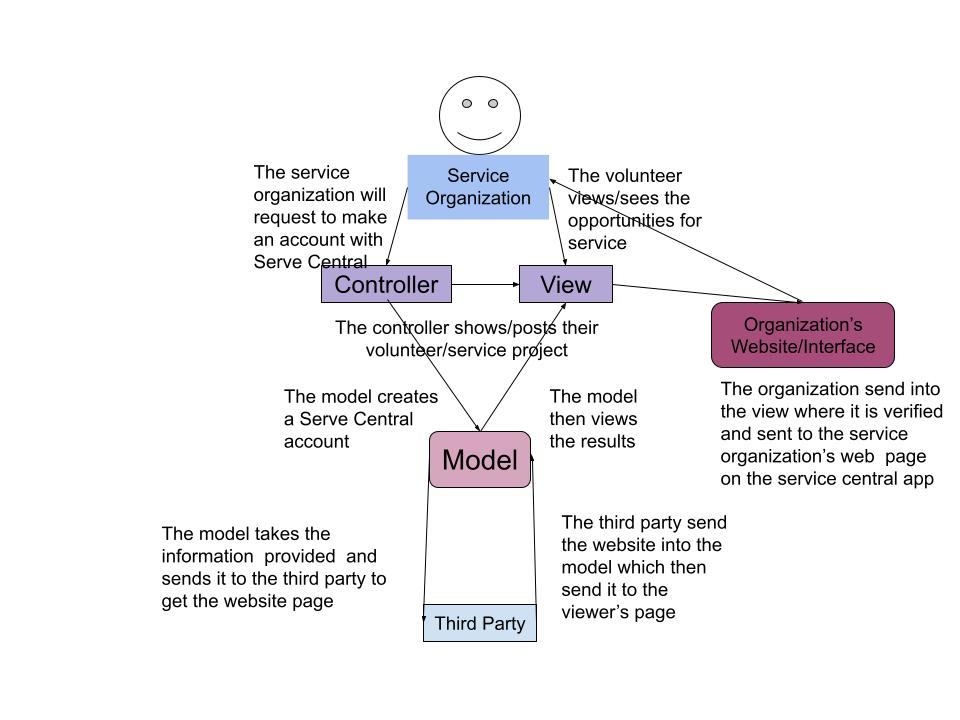 Service
Organization
The service
organization will
request to make
an account with
Serve Central
The volunteer
views/sees the
opportunities for
service
Controller
View
Organization's
Website/Interface
The controller shows/posts their
volunteer/service project
The model creates
a Serve Central
account
The model
then views
the results
The organization send into
the view where it is verified
and sent to the service
organization's web page
on the service central app
Model
The model takes the
information provided and
sends it to the third party to
get the website page
The third party send
the website into the
model which then
send it to the
viewer's page
Third Party